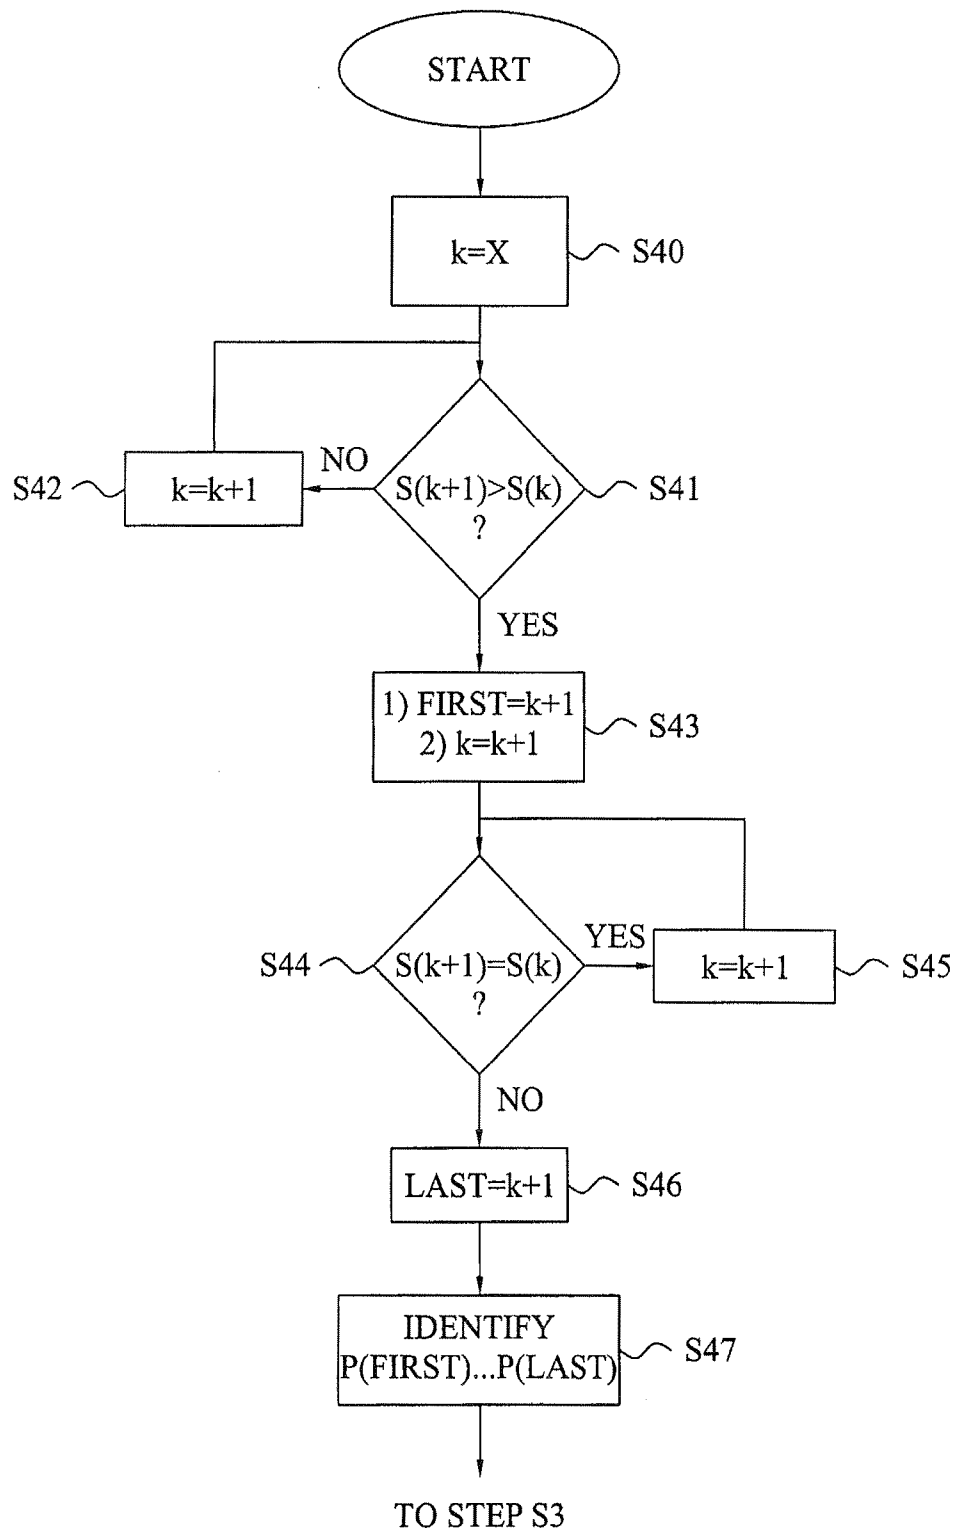 START
k=X
S40
NO
S42
k=k+1
S(k+1)>S(k)
?
S41
YES
1) FIRST=k+1
2) k=k+1
S43
S44
S(k+1)=S(k)
?
YES
k=k+1
S45
NO
LAST=k+1
S46
IDENTIFY
P(FIRST)...P(LAST)
S47
TO STEP S3